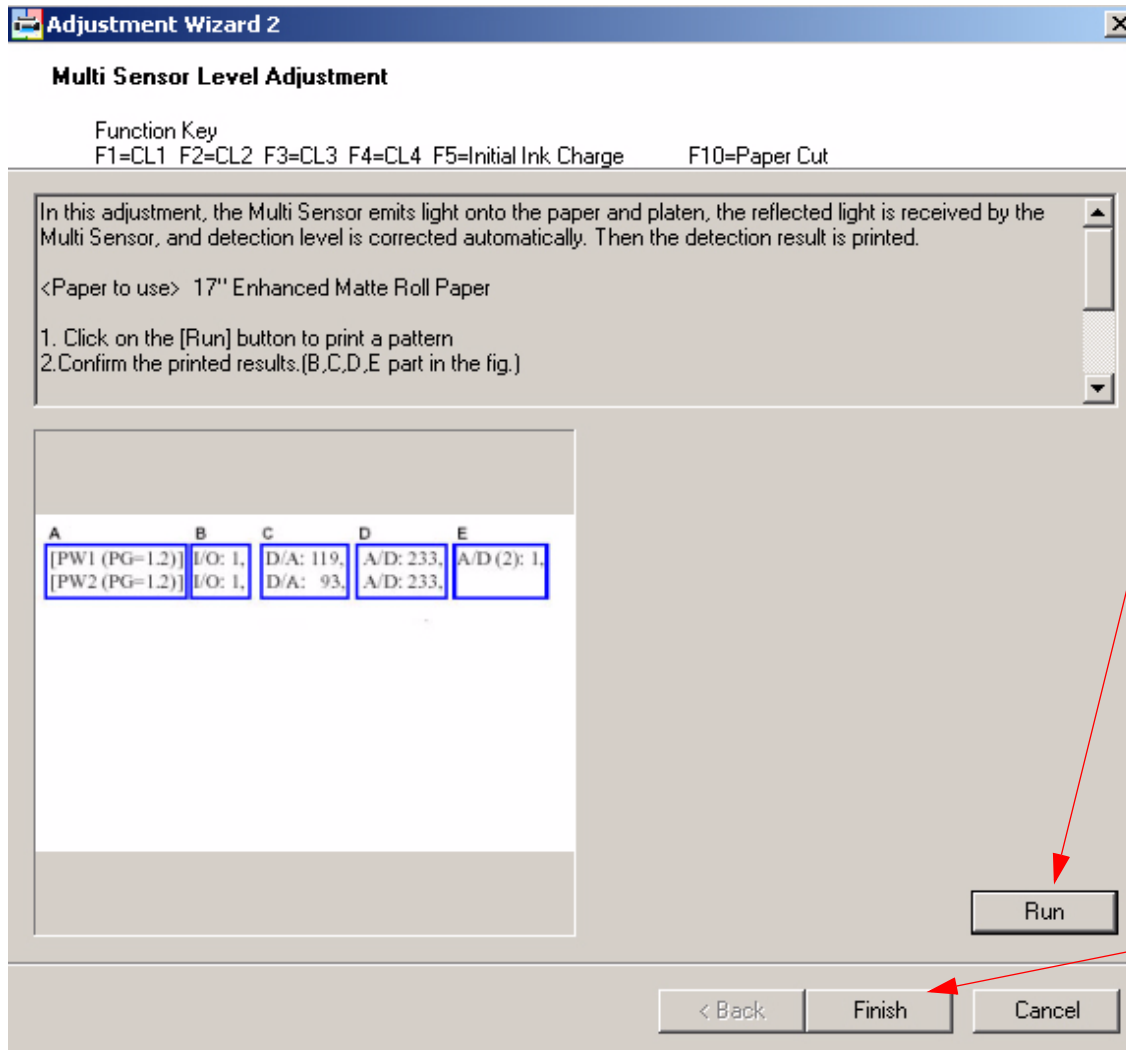 Adjustment Wizard 2
Multi Sensor Level Adjustment
Function Key
F1=CL1 F2=CL2 F3=CL3 F4=CL4 F5=Initial Ink Charge F10=Paper Cut
In this adjustment, the Multi Sensor emits light onto the paper and platen, the reflected light is received by the
Multi Sensor, and detection level is corrected automatically. Then the detection result is printed.
<Paper to use> 17" Enhanced Matte Roll Paper
1. Click on the [Run] button to print a pattern
2.Confirm the printed results.(B,C,D,E part in the fig.)
A B C D E
[PW1 (PG=1.2)] I/O: 1, D/A: 119, A/D: 233, A/D (2): 1,
[PW2 (PG=1.2)] I/O: 1, D/A: 93, A/D: 233,
Run
< Back Finish Cancel